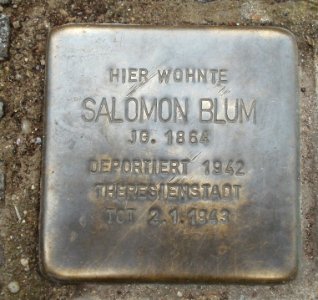 HIER WOHNTE
SALOMON BLUM
JG. 1864
DEPORTIERT 1942
THERESIENSTADT
TOT 2.1.1943